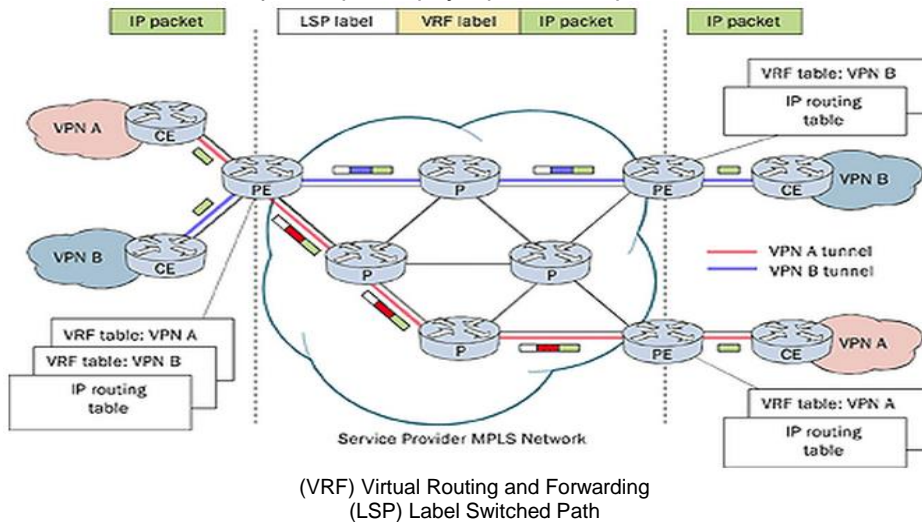 IP packet
LSP label
VRF label
IP packet
IP packet
VRF table: VPN B
IP routing
table
VPN A
CE
PE
P
PE
CE
VPN B
VPN B
CE
P
P
VPN A tunnel
VPN B tunnel
VRF table: VPN A
VRF table: VPN B
IP routing
table
P
PE
CE
VPN A
VRF table: VPN A
IP routing
table
Service Provider MPLS Network
(VRF) Virtual Routing and Forwarding
(LSP) Label Switched Path